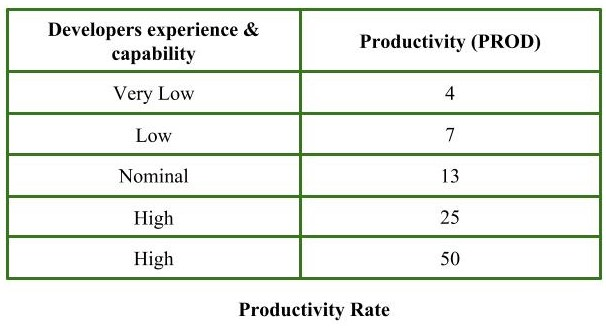 Developers experience &
capability
Productivity (PROD)
Very Low 4
Low 7
Nominal 13
High 25
High 50
Productivity Rate